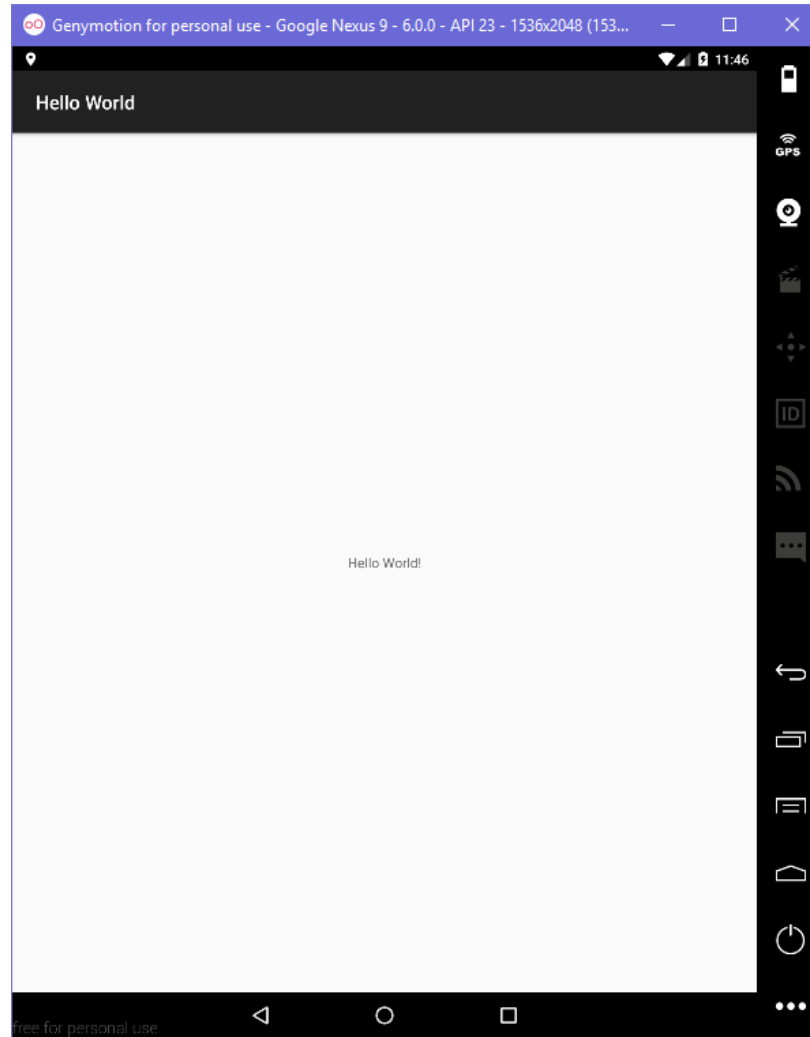 Genymotion for personal use - Google Nexus 9 - 6.0.0 - API 23 - 1536x2048 (153...
11:46
Hello World
GPS
ID
Hello World!
free for personal use